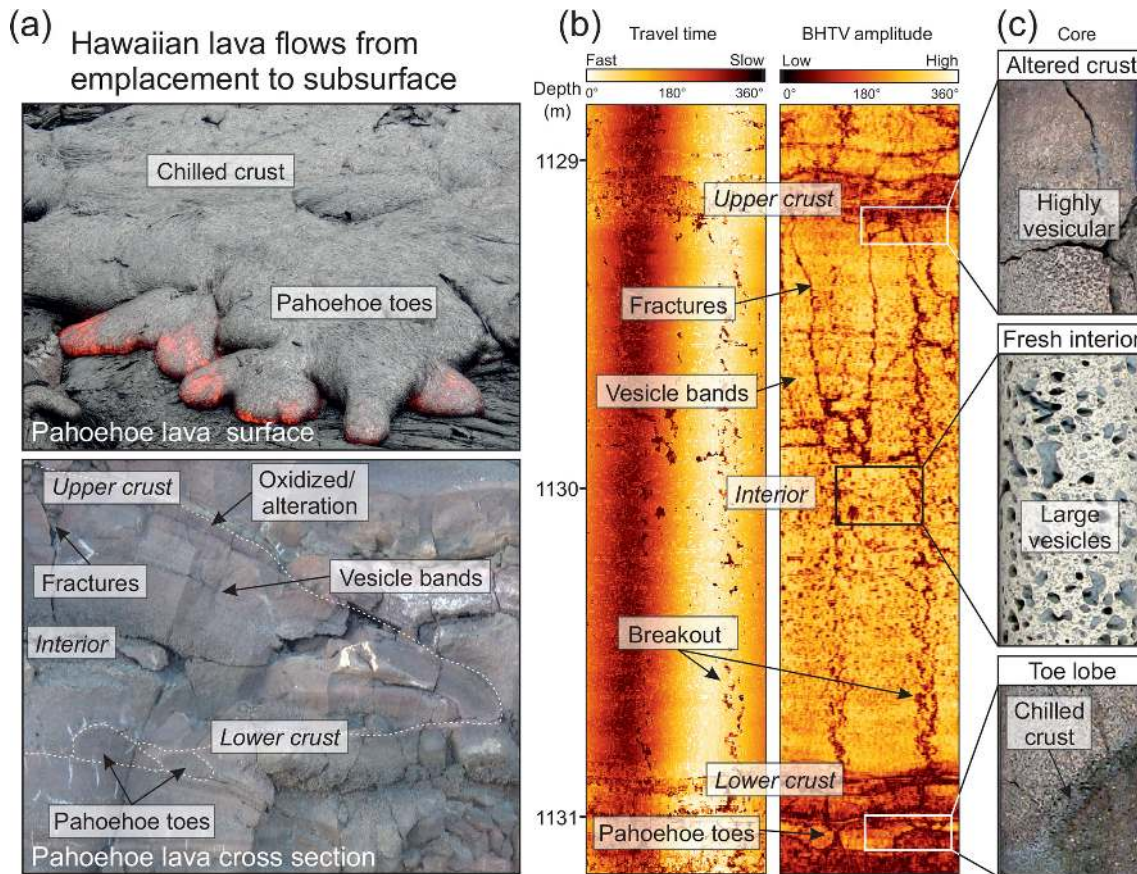 (a)
Hawaiian lava flows from
emplacement to subsurface
Chilled crust
Pahoehoe toes
Pahoehoe lava surface
Upper crust
Oxidized/
alteration
Fractures
Vesicle bands
Interior
Lower crust
Pahoehoe toes
Pahoehoe lava cross section
(b)
Travel time
BHTV amplitude
Fast
Slow
Low
High
Depth
(m)
0°
180°
360°
0°
180°
360°
1129
Upper crust
Fractures
Vesicle bands
1130
Interior
Breakout
Lower crust
1131
Pahoehoe toes
(c)
Core
Altered crust
Highly
vesicular
Fresh interior
Large
vesicles
Toe lobe
Chilled
crust